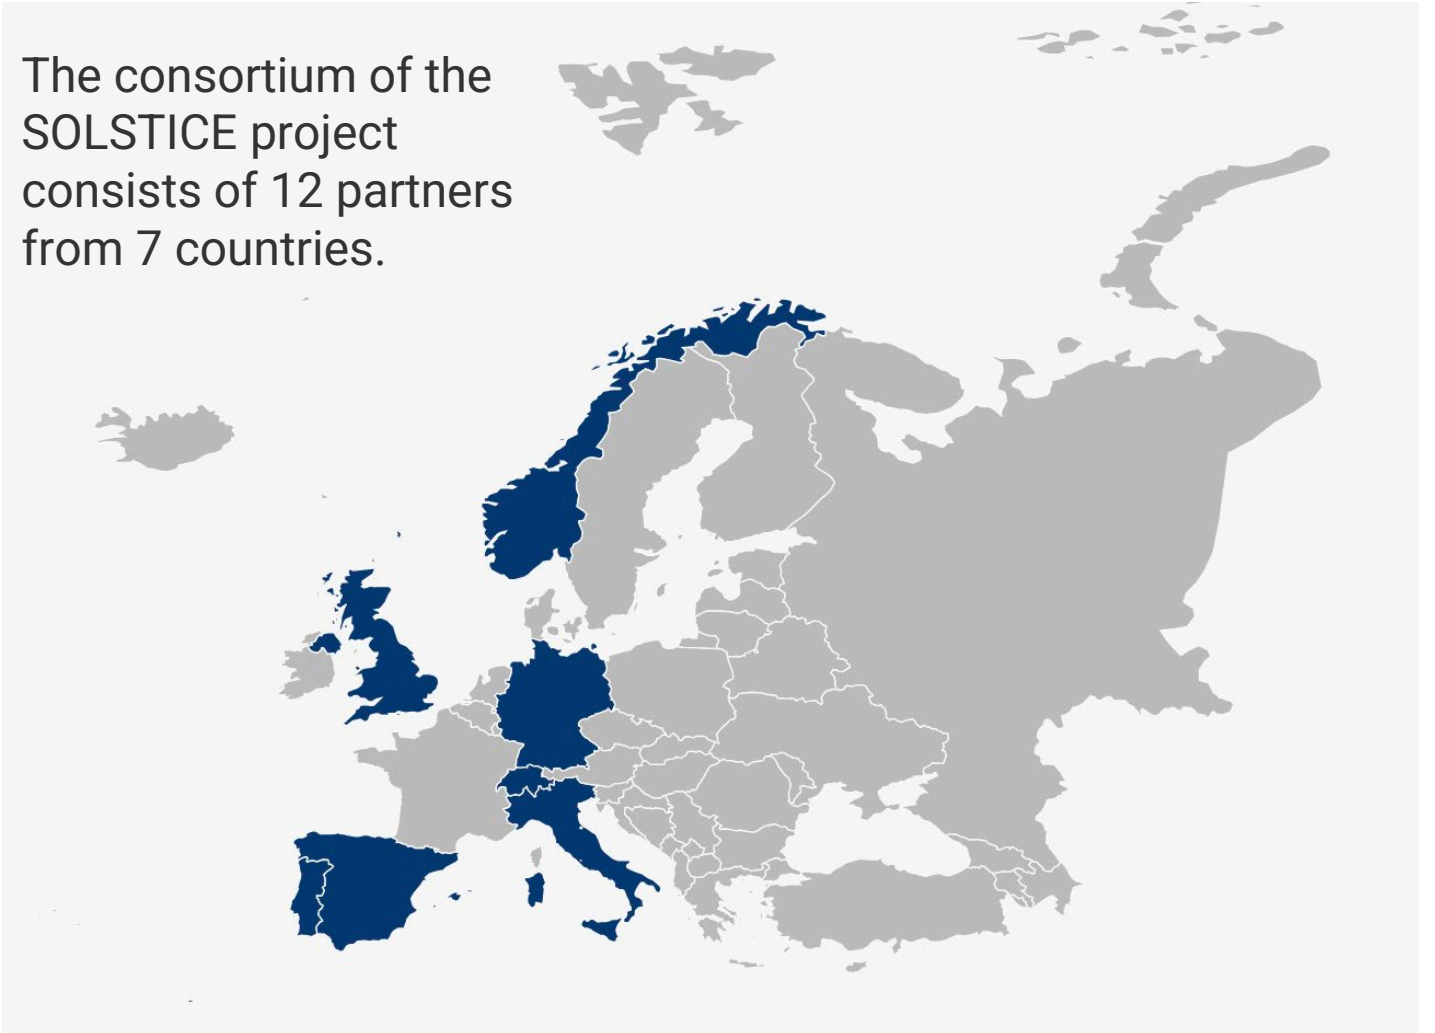 The consortium of the
SOLSTICE project
consists of 12 partners
from 7 countries.